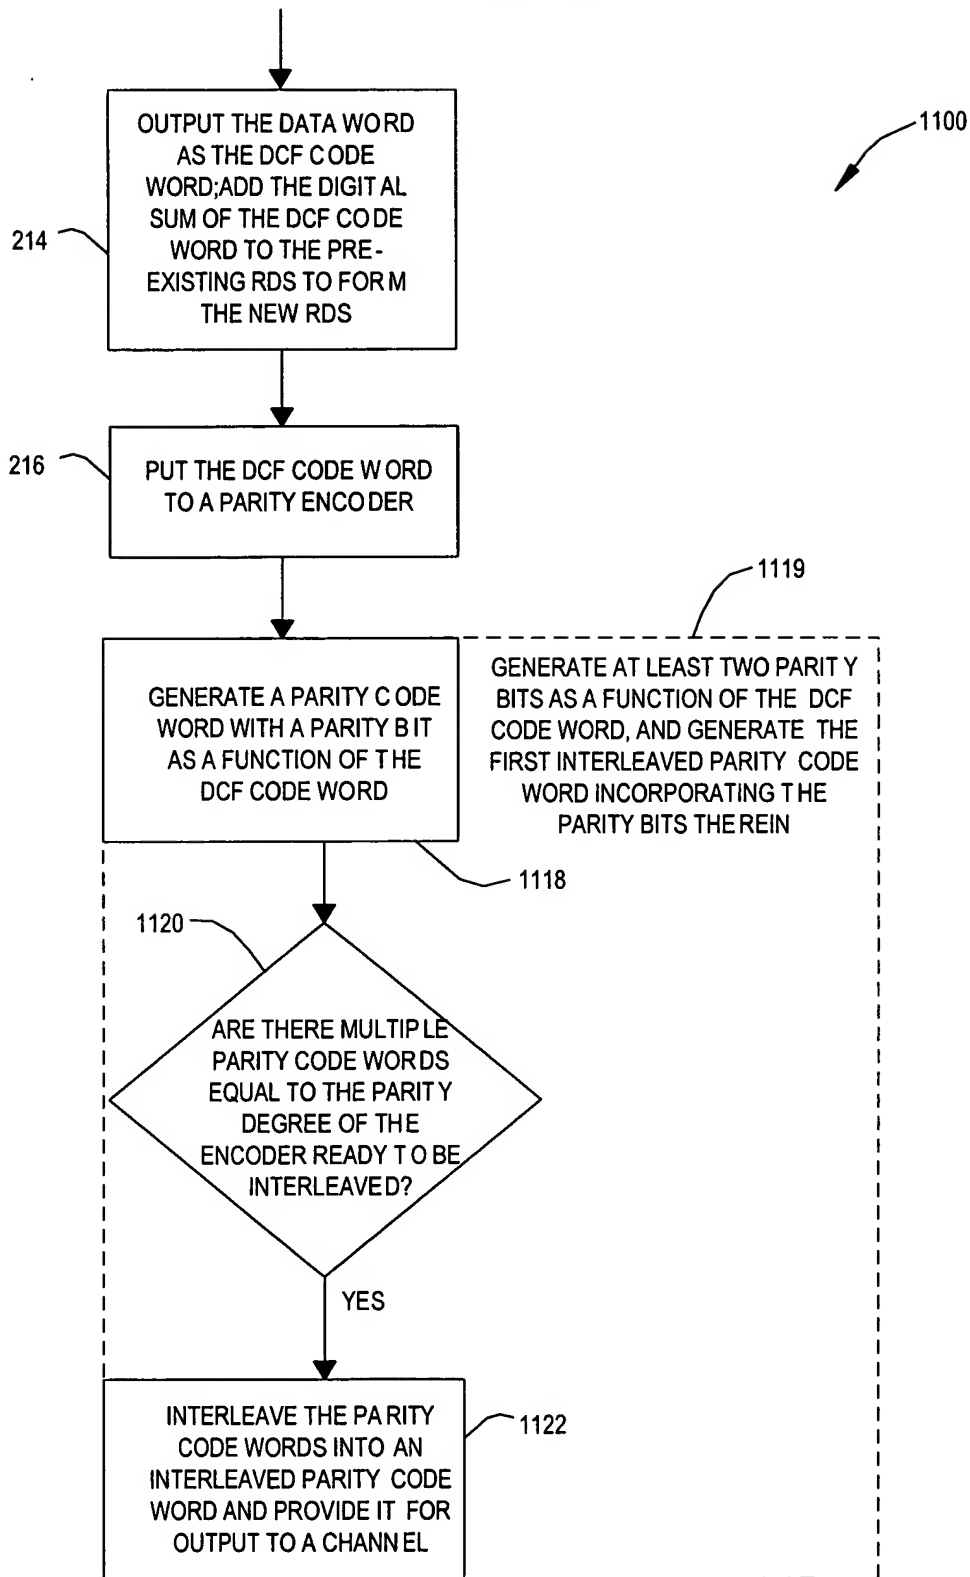 1100
OUTPUT THE DATA WORD
AS THE DCF CODE
WORD;ADD THE DIGITAL
SUM OF THE DCF CODE
WORD TO THE PRE-
EXISTING RDS TO FORM
THE NEW RDS
214
216
PUT THE DCF CODE WORD
TO A PARITY ENCODER
1119
GENERATE A PARITY CODE
WORD WITH A PARITY BIT
AS A FUNCTION OF THE
DCF CODE WORD
GENERATE AT LEAST TWO PARITY
BITS AS A FUNCTION OF THE DCF
CODE WORD, AND GENERATE THE
FIRST INTERLEAVED PARITY CODE
WORD INCORPORATING THE
PARITY BITS THEREIN
1118
1120
ARE THERE MULTIPLE
PARITY CODE WORDS
EQUAL TO THE PARITY
DEGREE OF THE
ENCODER READY TO BE
INTERLEAVED?
YES
INTERLEAVE THE PARITY
CODE WORDS INTO AN
INTERLEAVED PARITY CODE
WORD AND PROVIDE IT FOR
OUTPUT TO A CHANNEL
1122